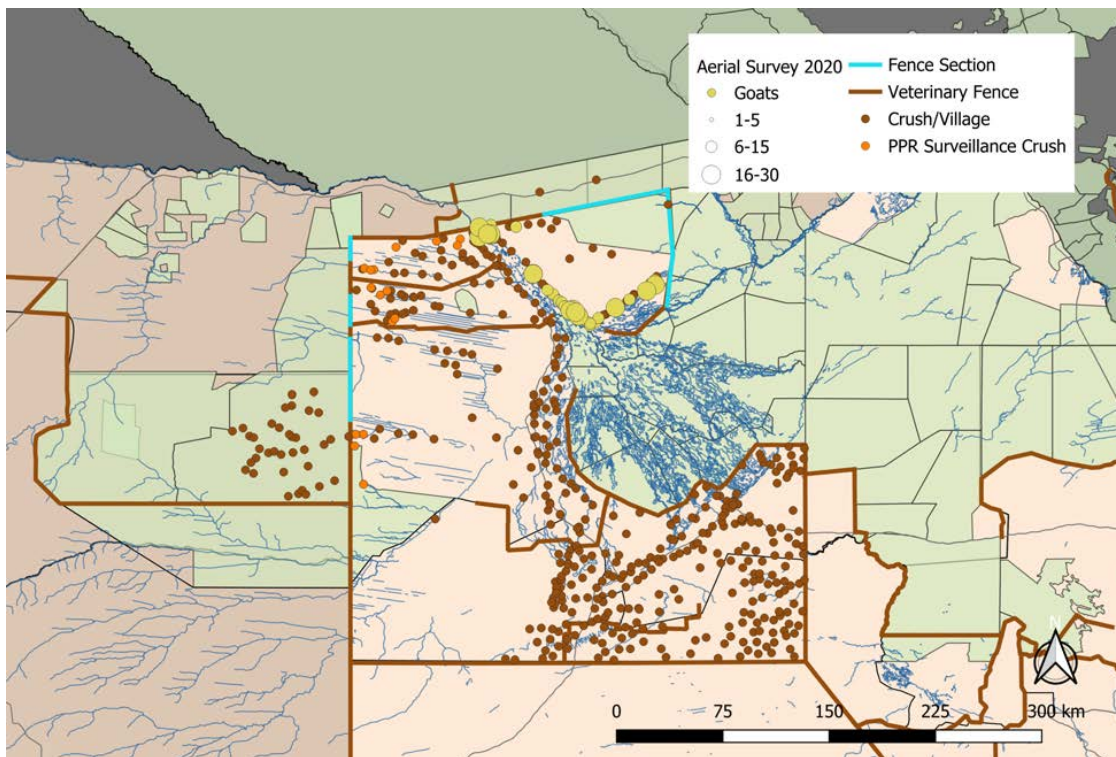 Aerial Survey 2020
Goats
1-5
6-15
16-30
Fence Section
Veterinary Fence
Crush/Village
PPR Surveillance Crush
N
0 75 150 225 300 km